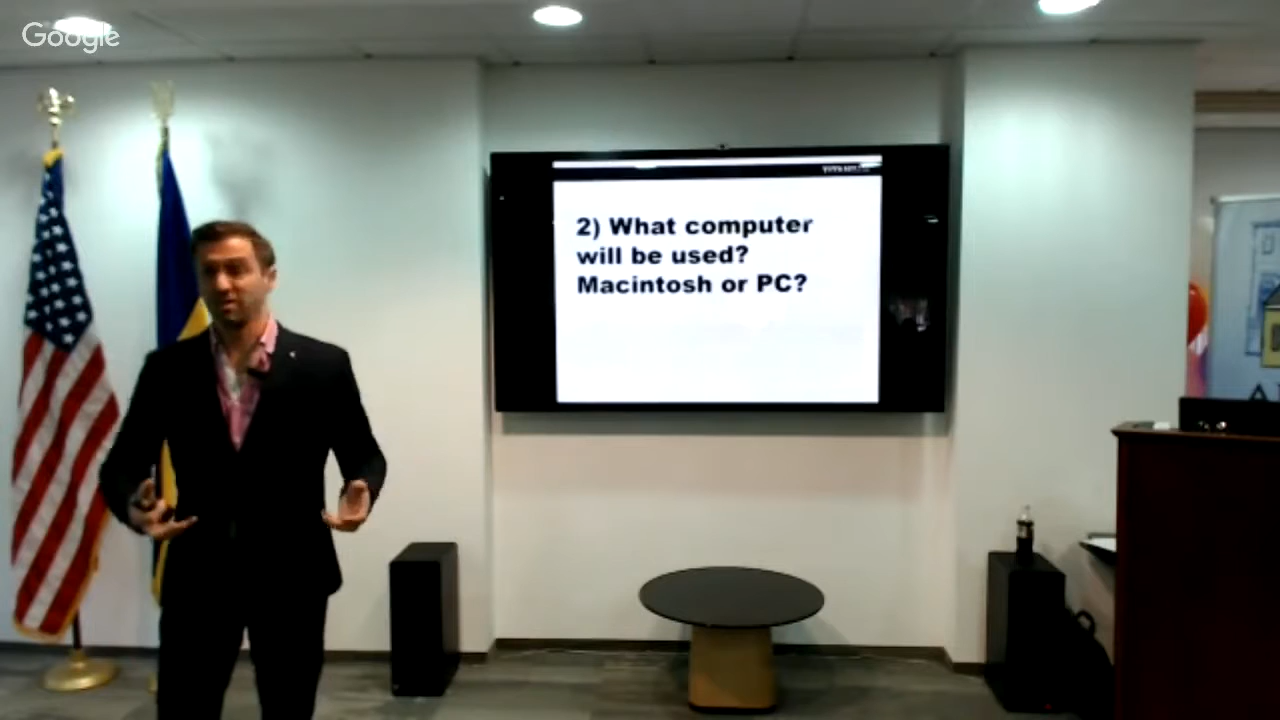 Google
2) What computer
will be used?
Macintosh or PC?